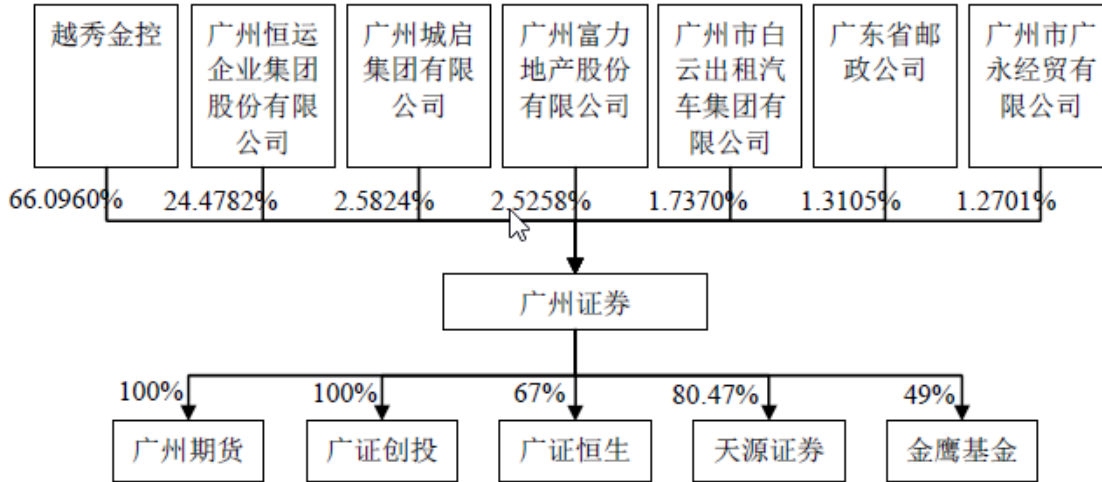 越秀金控
广州恒运
企业集团
股份有限
公司
广州城启
集团有限
公司
广州富力
地产股份
有限公司
广州市白
云出租汽
车集团有
限公司
广东省邮
政公司
广州市广
永经贸有
限公司
66.0960%
24.4782%
2.5824%
2.5258%
1.7370%
1.3105%
1.2701%
广州证券
100%
100%
67%
80.47%
49%
广州期货
广证创投
广证恒生
天源证券
金鹰基金